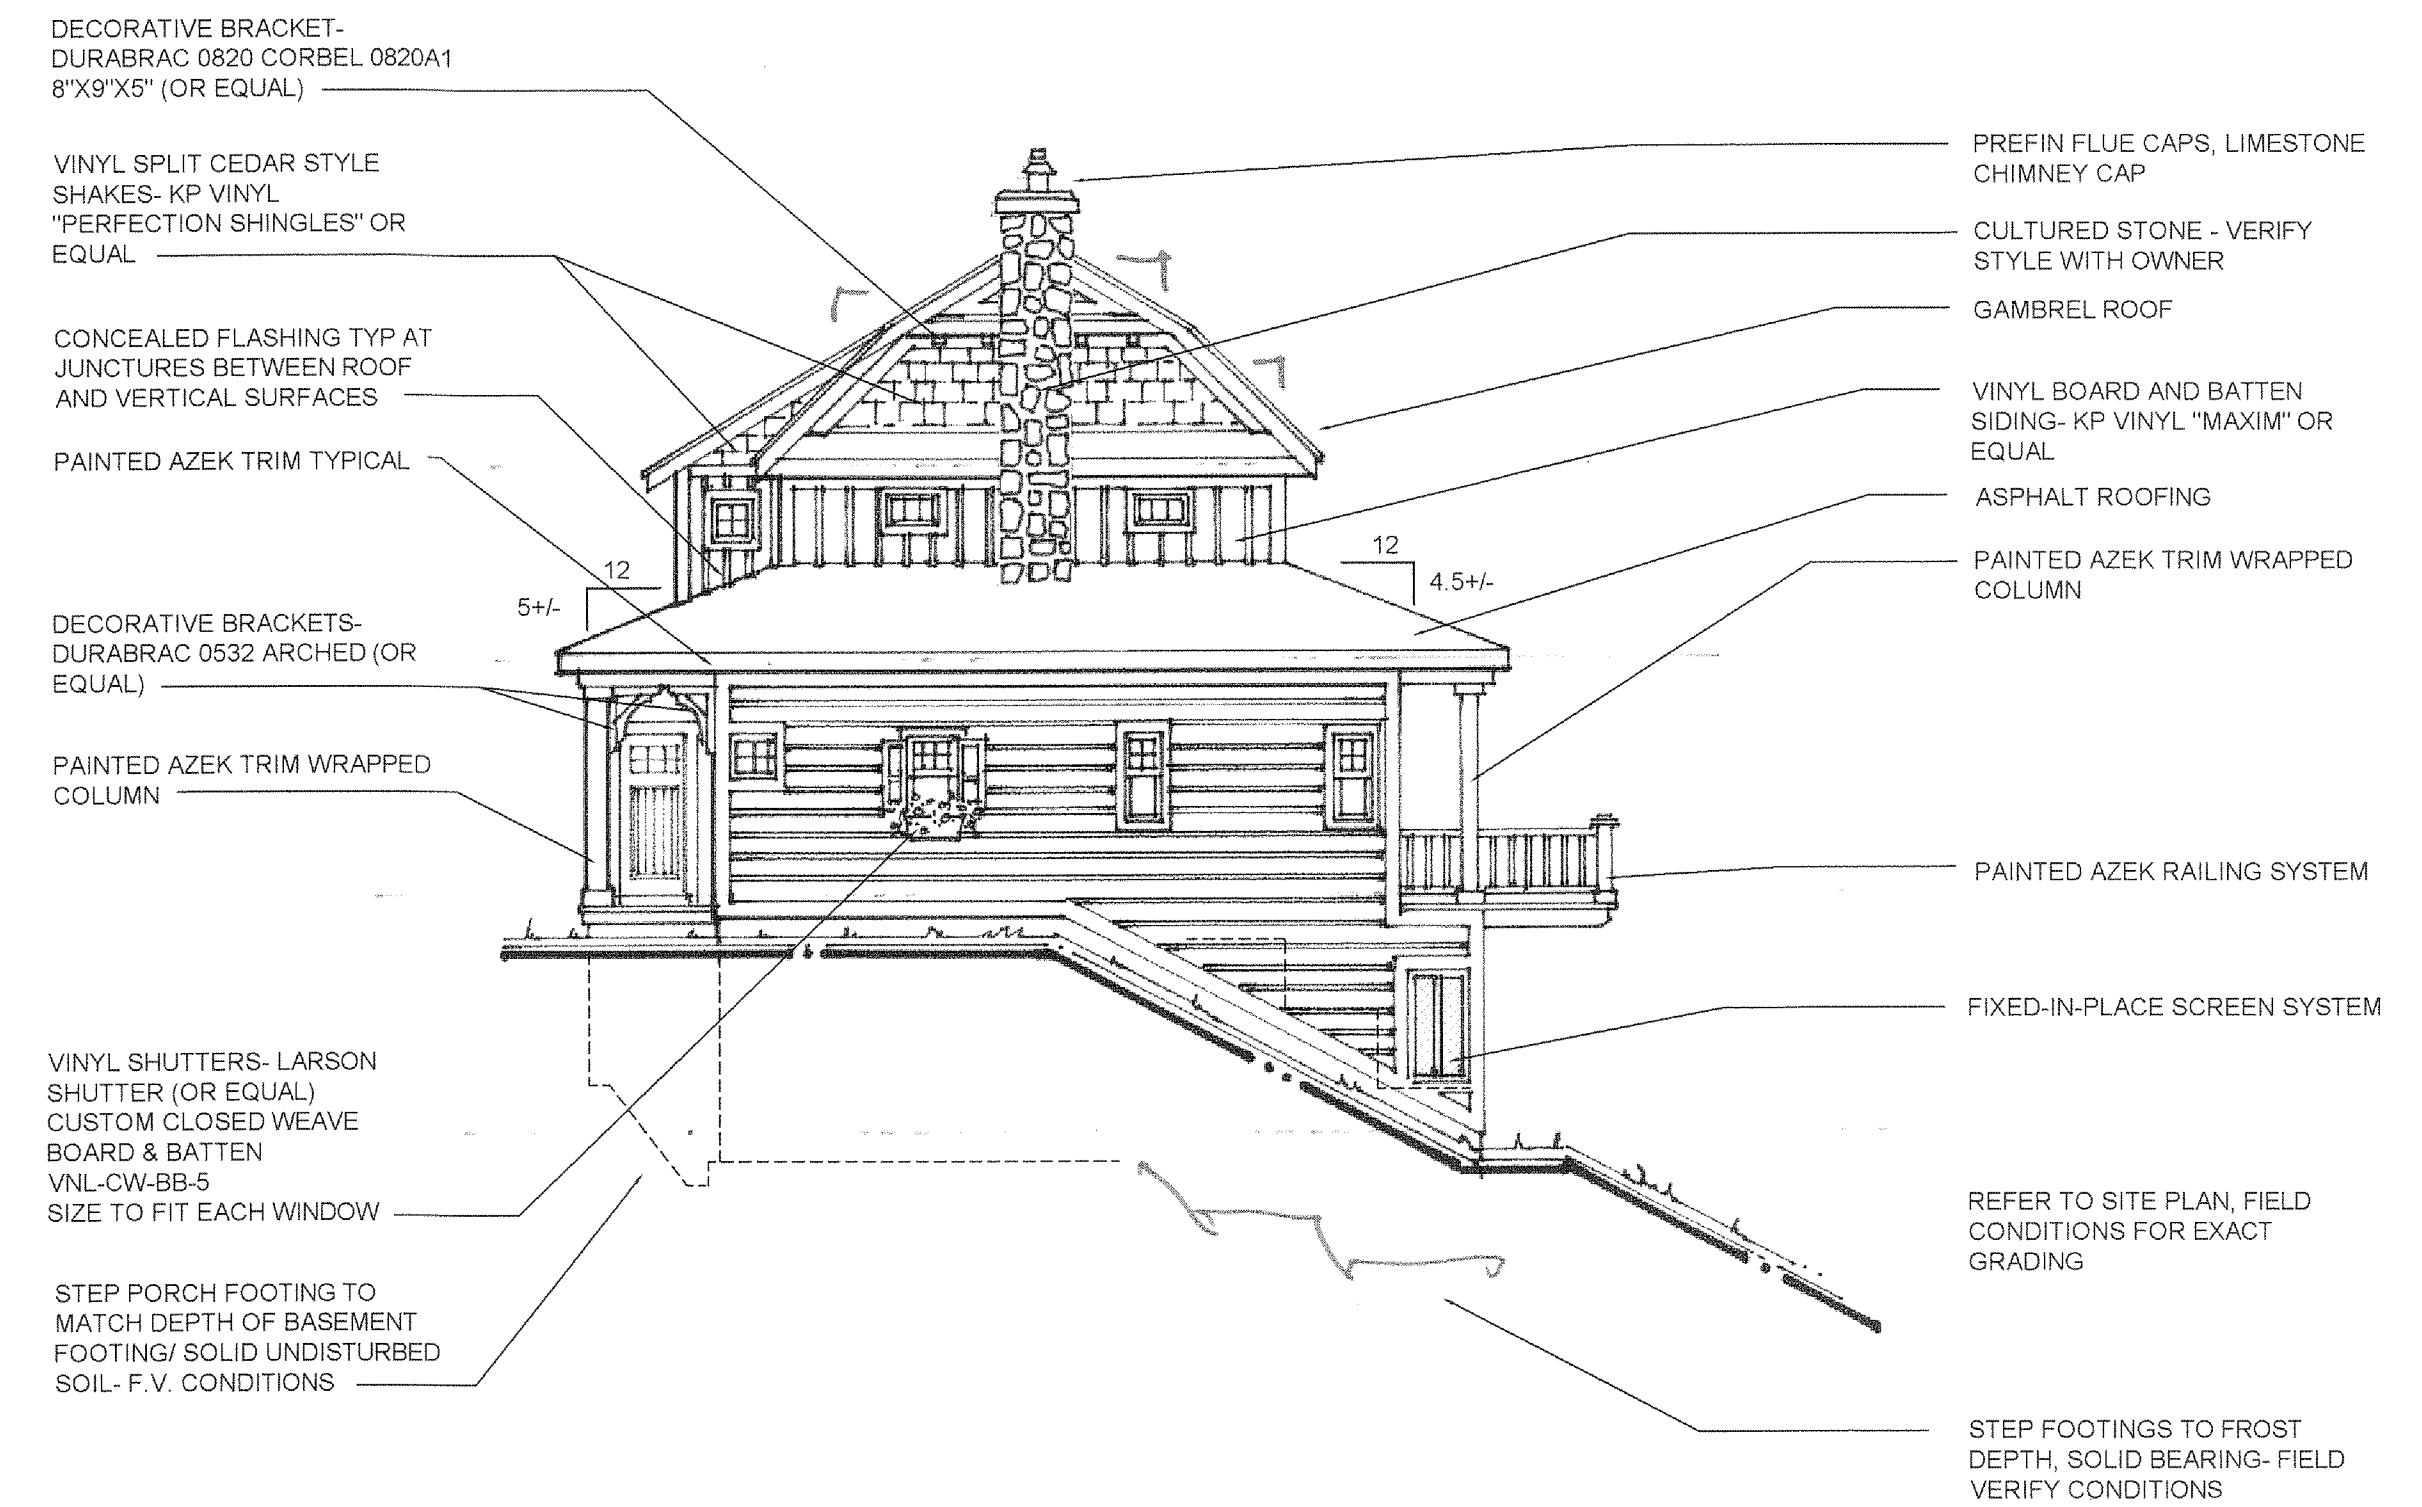 DECORATIVE BRACKET-
DURABRAC 0820 CORBEL 0820A1
8"X9"X5" (OR EQUAL)
VINYL SPLIT CEDAR STYLE
SHAKES- KP VINYL
"PERFECTION SHINGLES" OR
EQUAL
CONCEALED FLASHING TYP AT
JUNCTURES BETWEEN ROOF
AND VERTICAL SURFACES
PAINTED AZEK TRIM TYPICAL
12
5+/-
DECORATIVE BRACKETS-
DURABRAC 0532 ARCHED (OR
EQUAL)
PAINTED AZEK TRIM WRAPPED
COLUMN
VINYL SHUTTERS- LARSON
SHUTTER (OR EQUAL)
CUSTOM CLOSED WEAVE
BOARD & BATTEN
VNL-CW-BB-5
SIZE TO FIT EACH WINDOW
STEP PORCH FOOTING TO
MATCH DEPTH OF BASEMENT
FOOTING/ SOLID UNDISTURBED
SOIL- F.V. CONDITIONS
PREFIN FLUE CAPS, LIMESTONE
CHIMNEY CAP
CULTURED STONE - VERIFY
STYLE WITH OWNER
GAMBREL ROOF
VINYL BOARD AND BATTEN
SIDING- KP VINYL "MAXIM" OR
EQUAL
ASPHALT ROOFING
12
4.5+/-
PAINTED AZEK TRIM WRAPPED
COLUMN
PAINTED AZEK RAILING SYSTEM
FIXED-IN-PLACE SCREEN SYSTEM
REFER TO SITE PLAN, FIELD
CONDITIONS FOR EXACT
GRADING
STEP FOOTINGS TO FROST
DEPTH, SOLID BEARING- FIELD
VERIFY CONDITIONS